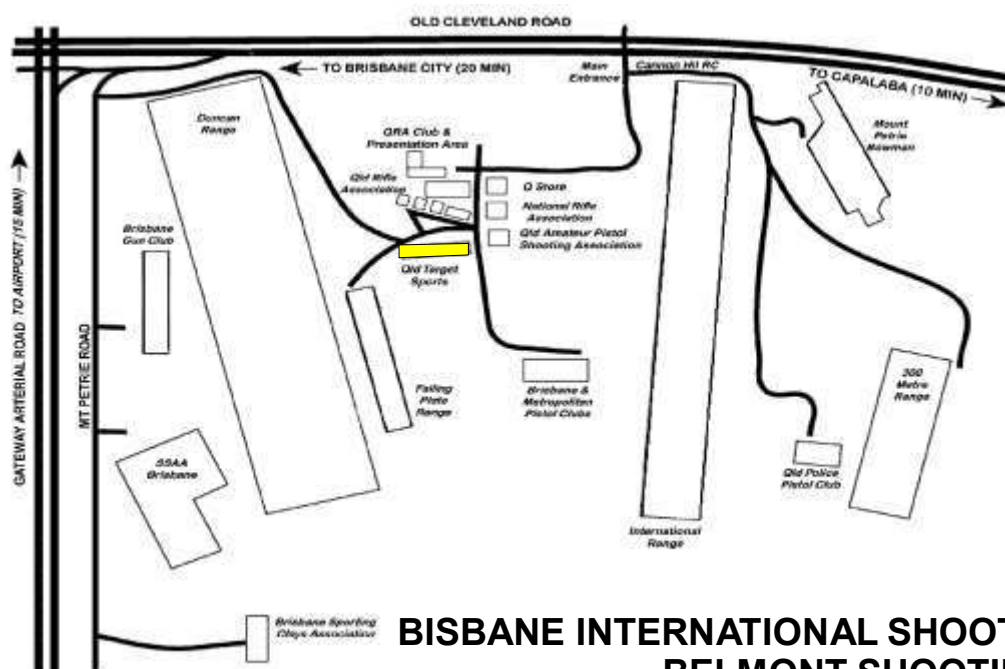 OLD CLEVELAND ROAD
TO BRISBANE CITY (20 MIN)
Main
Entrance
Cannon Hill RC
TO CAPALABA (10 MIN)
Duncan
Range
QRA Club &
Presentation Area
Qld Rifle
Association
Q Store
National Rifle
Association
Qld Amateur Pistol
Shooting Association
Mount
Petrie
Bowman
GATEWAY ARTERIAL ROAD TO AIRPORT (15 MIN)
Brisbane
Gun Club
Qld Target
Sports
MT PETRIE ROAD
Falling
Plate
Range
Brisbane &
Metropolitan
Pistol Clubs
300
Metre
Range
SSAA
Brisbane
Qld Police
Pistol Club
International
Range
Brisbane Sporting
Clays Association
BISBANE INTERNATIONAL SHOOT
BELMONT SHOOTI